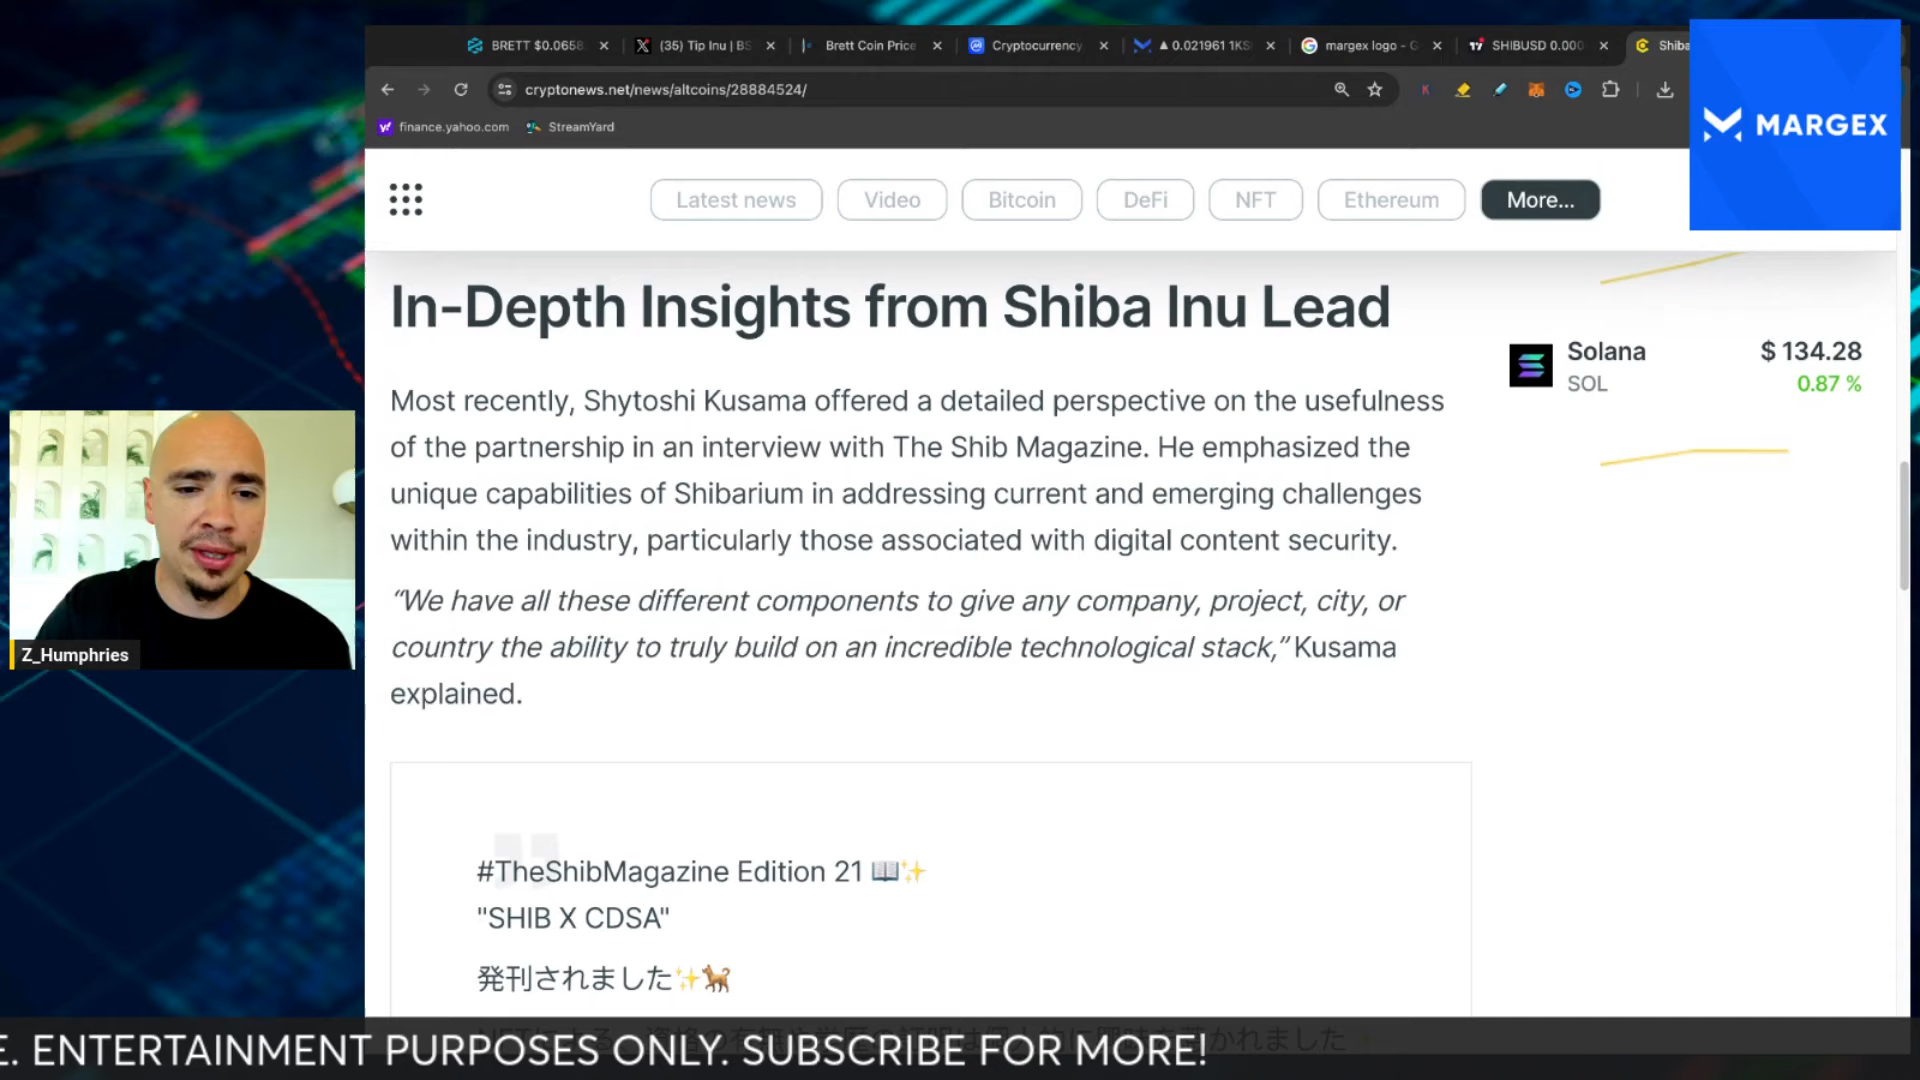 BRETT $0.0658
(35) Tip Inu | BS
Brett Coin Price
Cryptocurrency
▲ 0.021961 1KS
margex logo - G
SHIBUSD 0.000
Shiba
cryptonews.net/news/altcoins/28884524/
finance.yahoo.com
StreamYard
MARGEX
Latest news
Video
Bitcoin
DeFi
NFT
Ethereum
More...
In-Depth Insights from Shiba Inu Lead
Most recently, Shytoshi Kusama offered a detailed perspective on the usefulness
of the partnership in an interview with The Shib Magazine. He emphasized the
unique capabilities of Shibarium in addressing current and emerging challenges
within the industry, particularly those associated with digital content security.
“We have all these different components to give any company, project, city, or
country the ability to truly build on an incredible technological stack,” Kusama
explained.
Solana
$ 134.28
SOL
0.87 %
Z_Humphries
#TheShibMagazine Edition 21 📖✨
"SHIB X CDSA"
発刊されました✨🐕
E. ENTERTAINMENT PURPOSES ONLY. SUBSCRIBE FOR MORE!